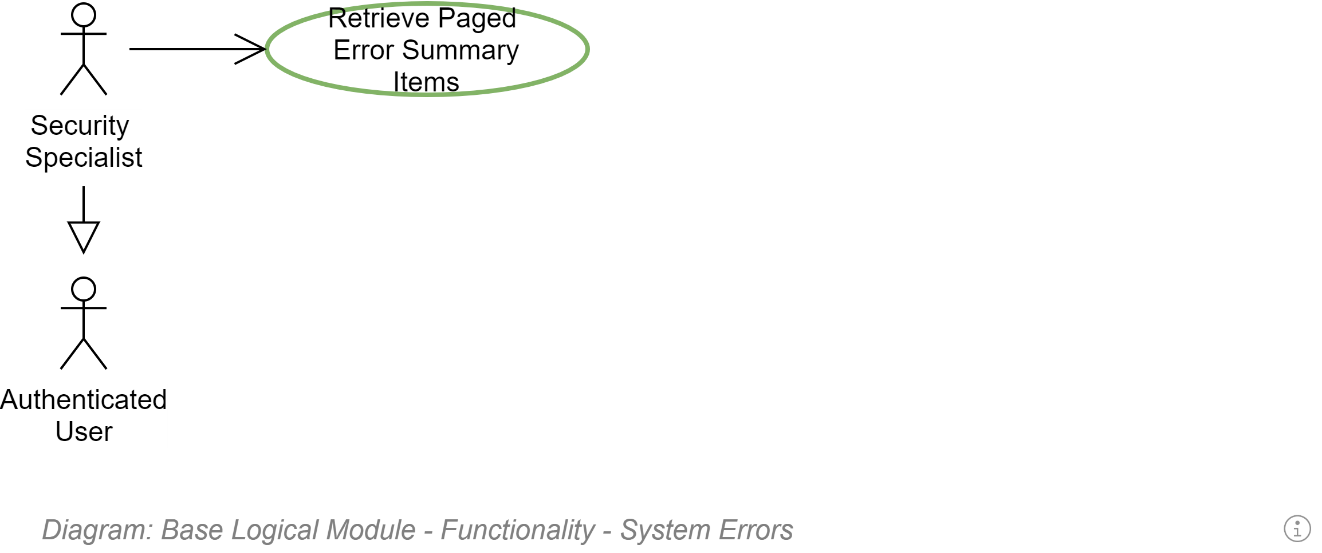 Retrieve Paged
Error Summary
Items
Security
Specialist
Authenticated
User
Diagram: Base Logical Module - Functionality - System Errors